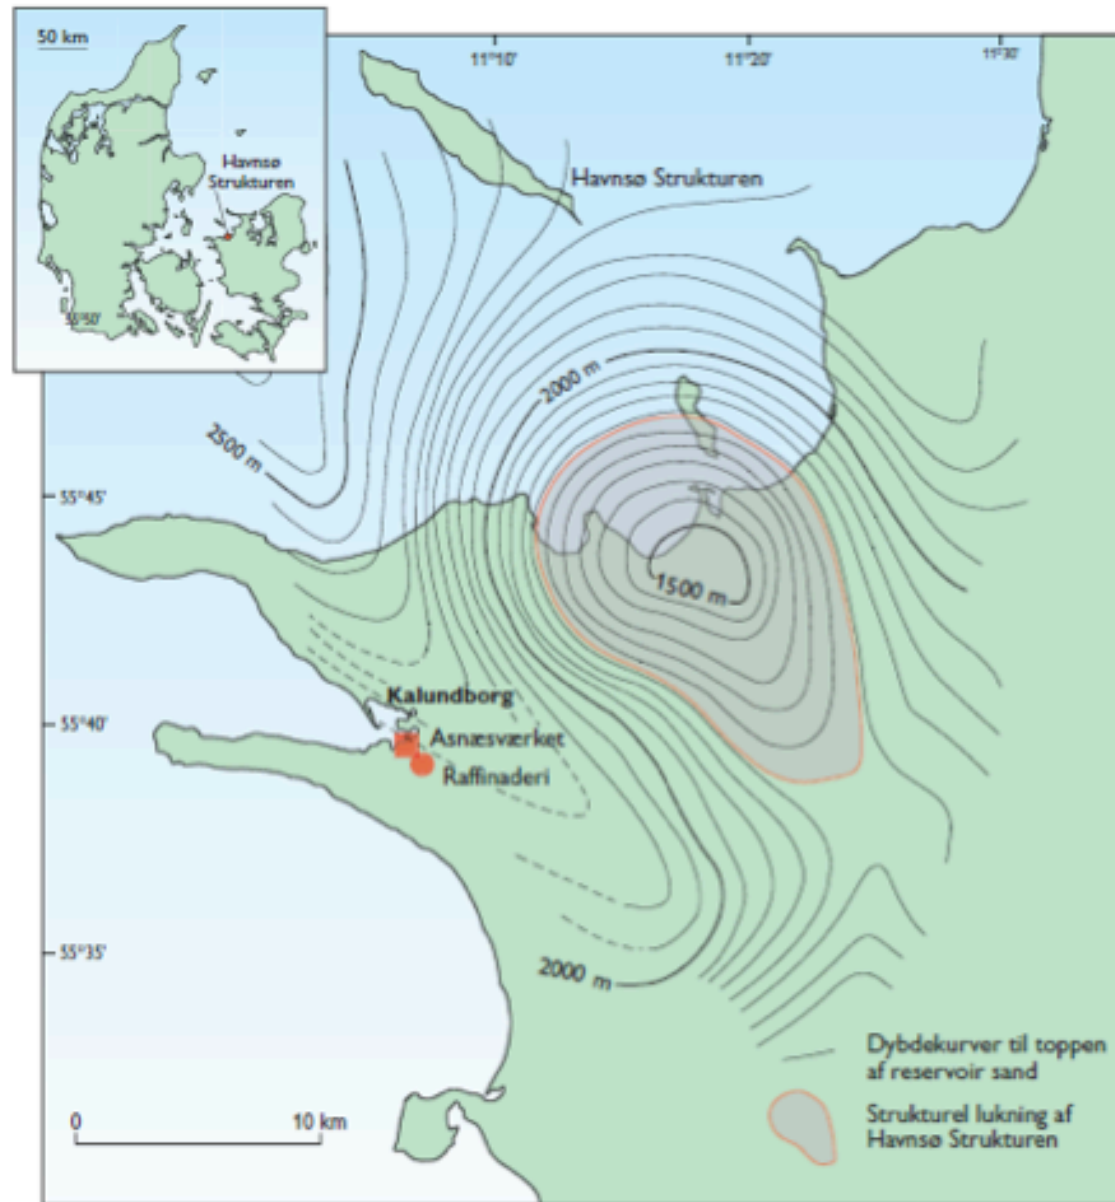 50 km
Havnsø
Strukturen
11°10'
11°20'
11°30'
Havnsø Strukturen
2000 m
2500 m
55°45'
1500 m
Kalundborg
55°40'
Asnæsværket
Raffinaderi
55°35'
2000 m
0
10 km
Dybdekurver til toppen
af reservoir sand
Strukturel lukning af
Havnsø Strukturen